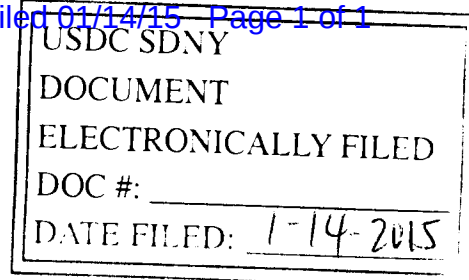 iled 01/14/15 Page 1 of 1
USDC SDNY
DOCUMENT
ELECTRONICALLY FILED
DOC #:
DATE FILED: 1-14-2015